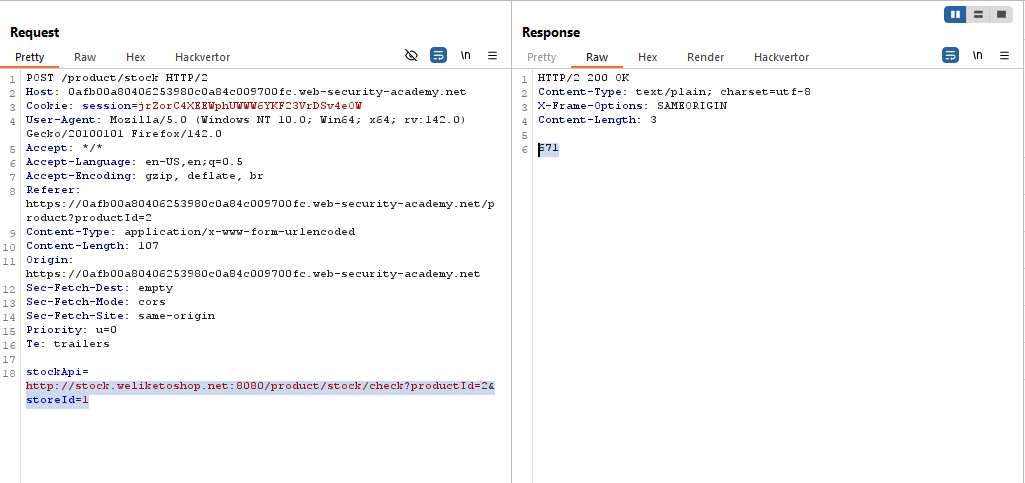 Request
Pretty Raw Hex Hackvertor \n
1 POST /product/stock HTTP/2
2 Host: 0afb00a80406253980c0a84c009700fc.web-security-academy.net
3 Cookie: session=jrZorC4XEEWphUWWW6YKF23VrDSv4e0W
4 User-Agent: Mozilla/5.0 (Windows NT 10.0; Win64; x64; rv:142.0)
Gecko/20100101 Firefox/142.0
5 Accept: */*
6 Accept-Language: en-US,en;q=0.5
7 Accept-Encoding: gzip, deflate, br
8 Referer:
https://0afb00a80406253980c0a84c009700fc.web-security-academy.net/p
roduct?productId=2
9 Content-Type: application/x-www-form-urlencoded
10 Content-Length: 107
11 Origin:
https://0afb00a80406253980c0a84c009700fc.web-security-academy.net
12 Sec-Fetch-Dest: empty
13 Sec-Fetch-Mode: cors
14 Sec-Fetch-Site: same-origin
15 Priority: u=0
16 Te: trailers
17
18 stockApi=
http://stock.weliketoshop.net:8080/product/stock/check?productId=2&
storeId=1
Response
Pretty Raw Hex Render Hackvertor \n
1 HTTP/2 200 OK
2 Content-Type: text/plain; charset=utf-8
3 X-Frame-Options: SAMEORIGIN
4 Content-Length: 3
5
6 671